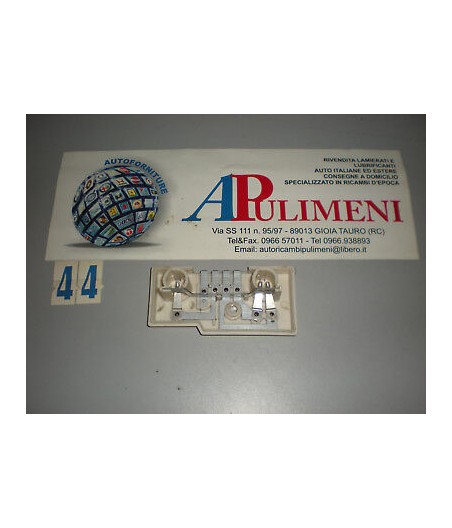 AUTOFORNITURE
RIVENDITA LAMIERATI E
LUBRIFICANTI
AUTO ITALIANE ED ESTERE
CONSEGNE A DOMICILIO
SPECIALIZZATO IN RICAMBI D'EPOCA
APULIMENI
Via SS 111 n. 95/97 - 89013 GIOIA TAURO (RC)
Tel&Fax. 0966 57011 - Tel 0966.938893
Email: autoricambipulimeni@libero.it
44